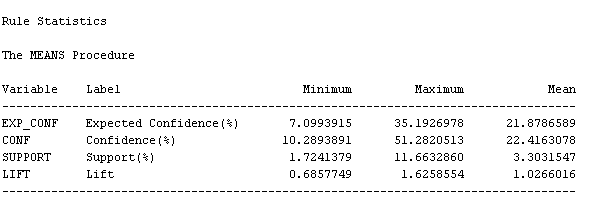 Rule Statistics
The MEANS Procedure
Variable Label Minimum Maximum Mean
EXP_CONF Expected Confidence(%) 7.0993915 35.1926978 21.8786589
CONF Confidence(%) 10.2893891 51.2820513 22.4163078
SUPPORT Support(%) 1.7241379 11.6632860 3.3031547
LIFT Lift 0.6857749 1.6258554 1.0266016